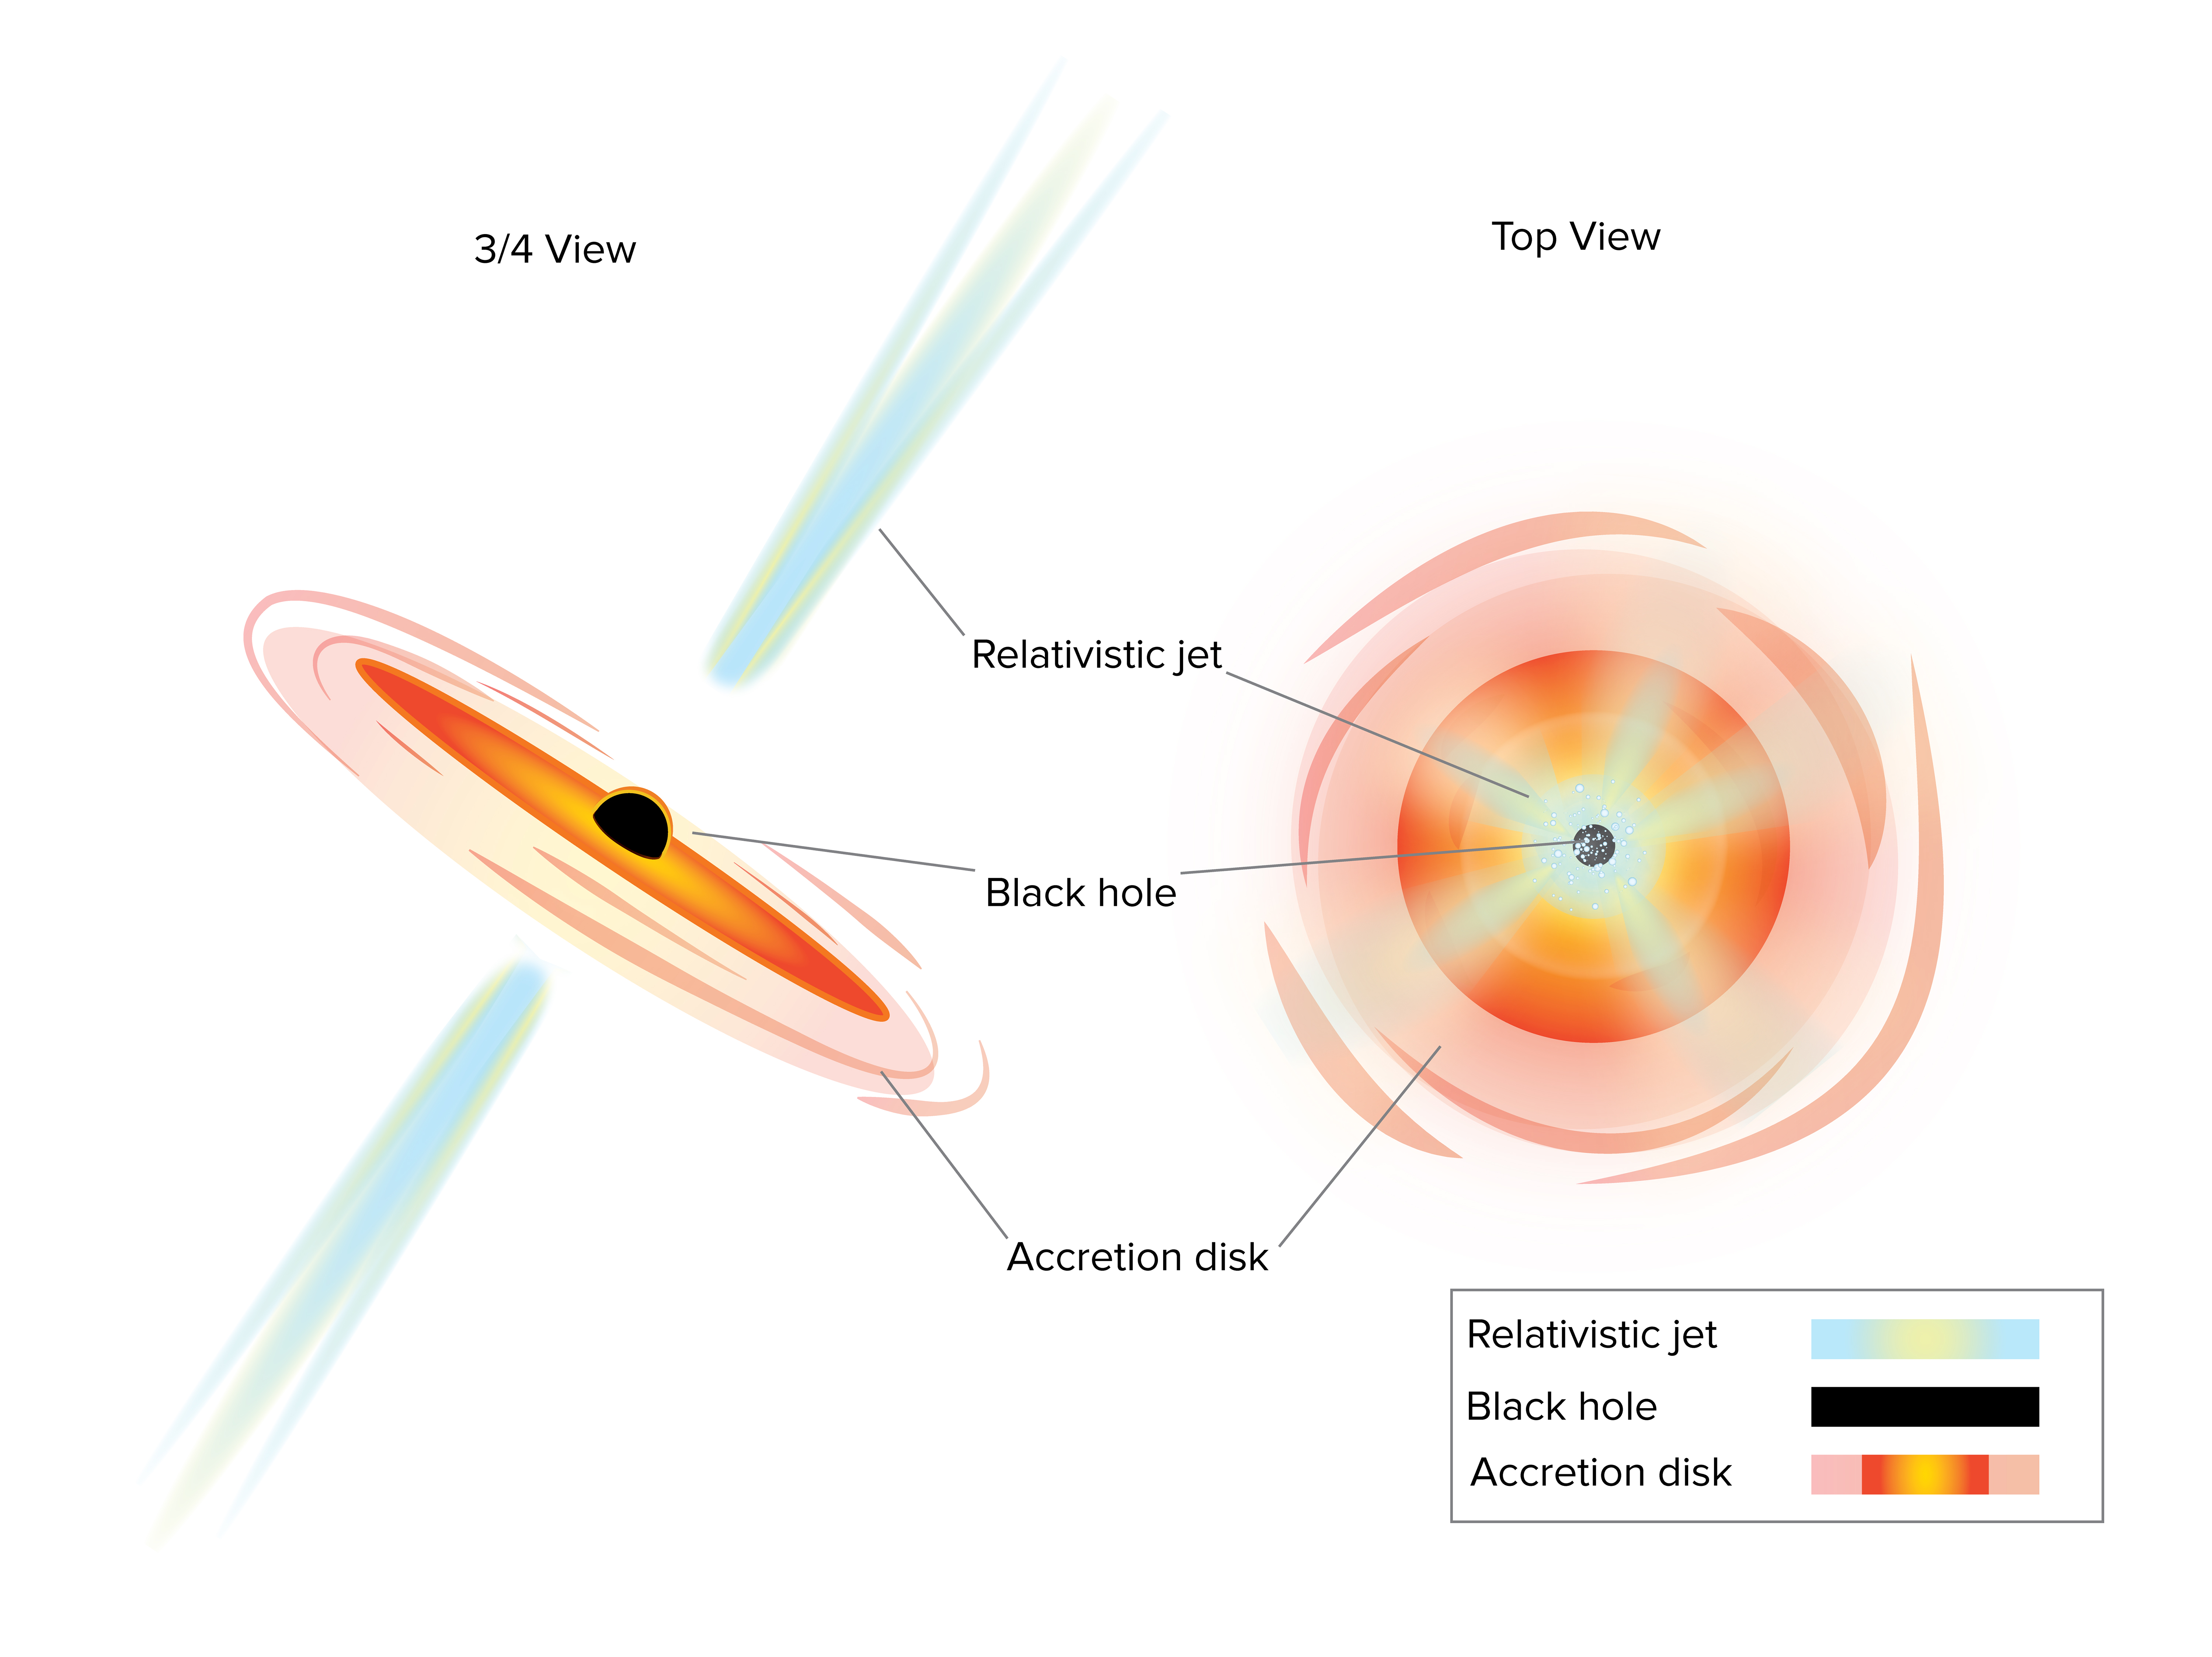 3/4 View
Top View
Relativistic jet
Black hole
Accretion disk
Relativistic jet
Black hole
Accretion disk